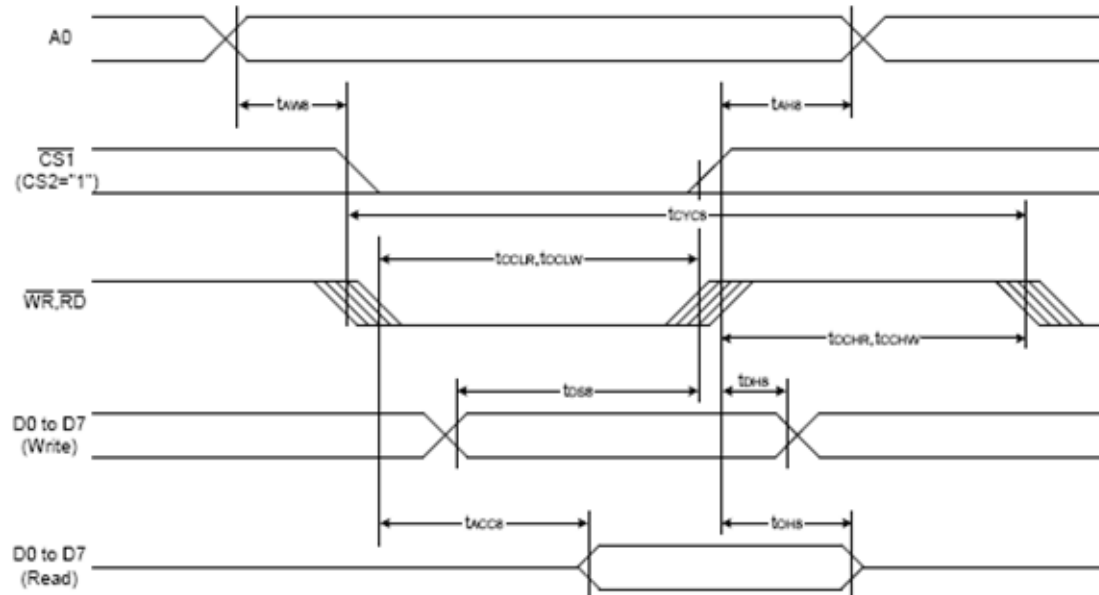 A0
tAW8
tAH8
CS1
(CS2="1")
tCYC8
tCCLR,tCCLW
WR,RD
tCCHR,tCCHW
tDS8
tDH8
D0 to D7
(Write)
tACC8
tOH8
D0 to D7
(Read)